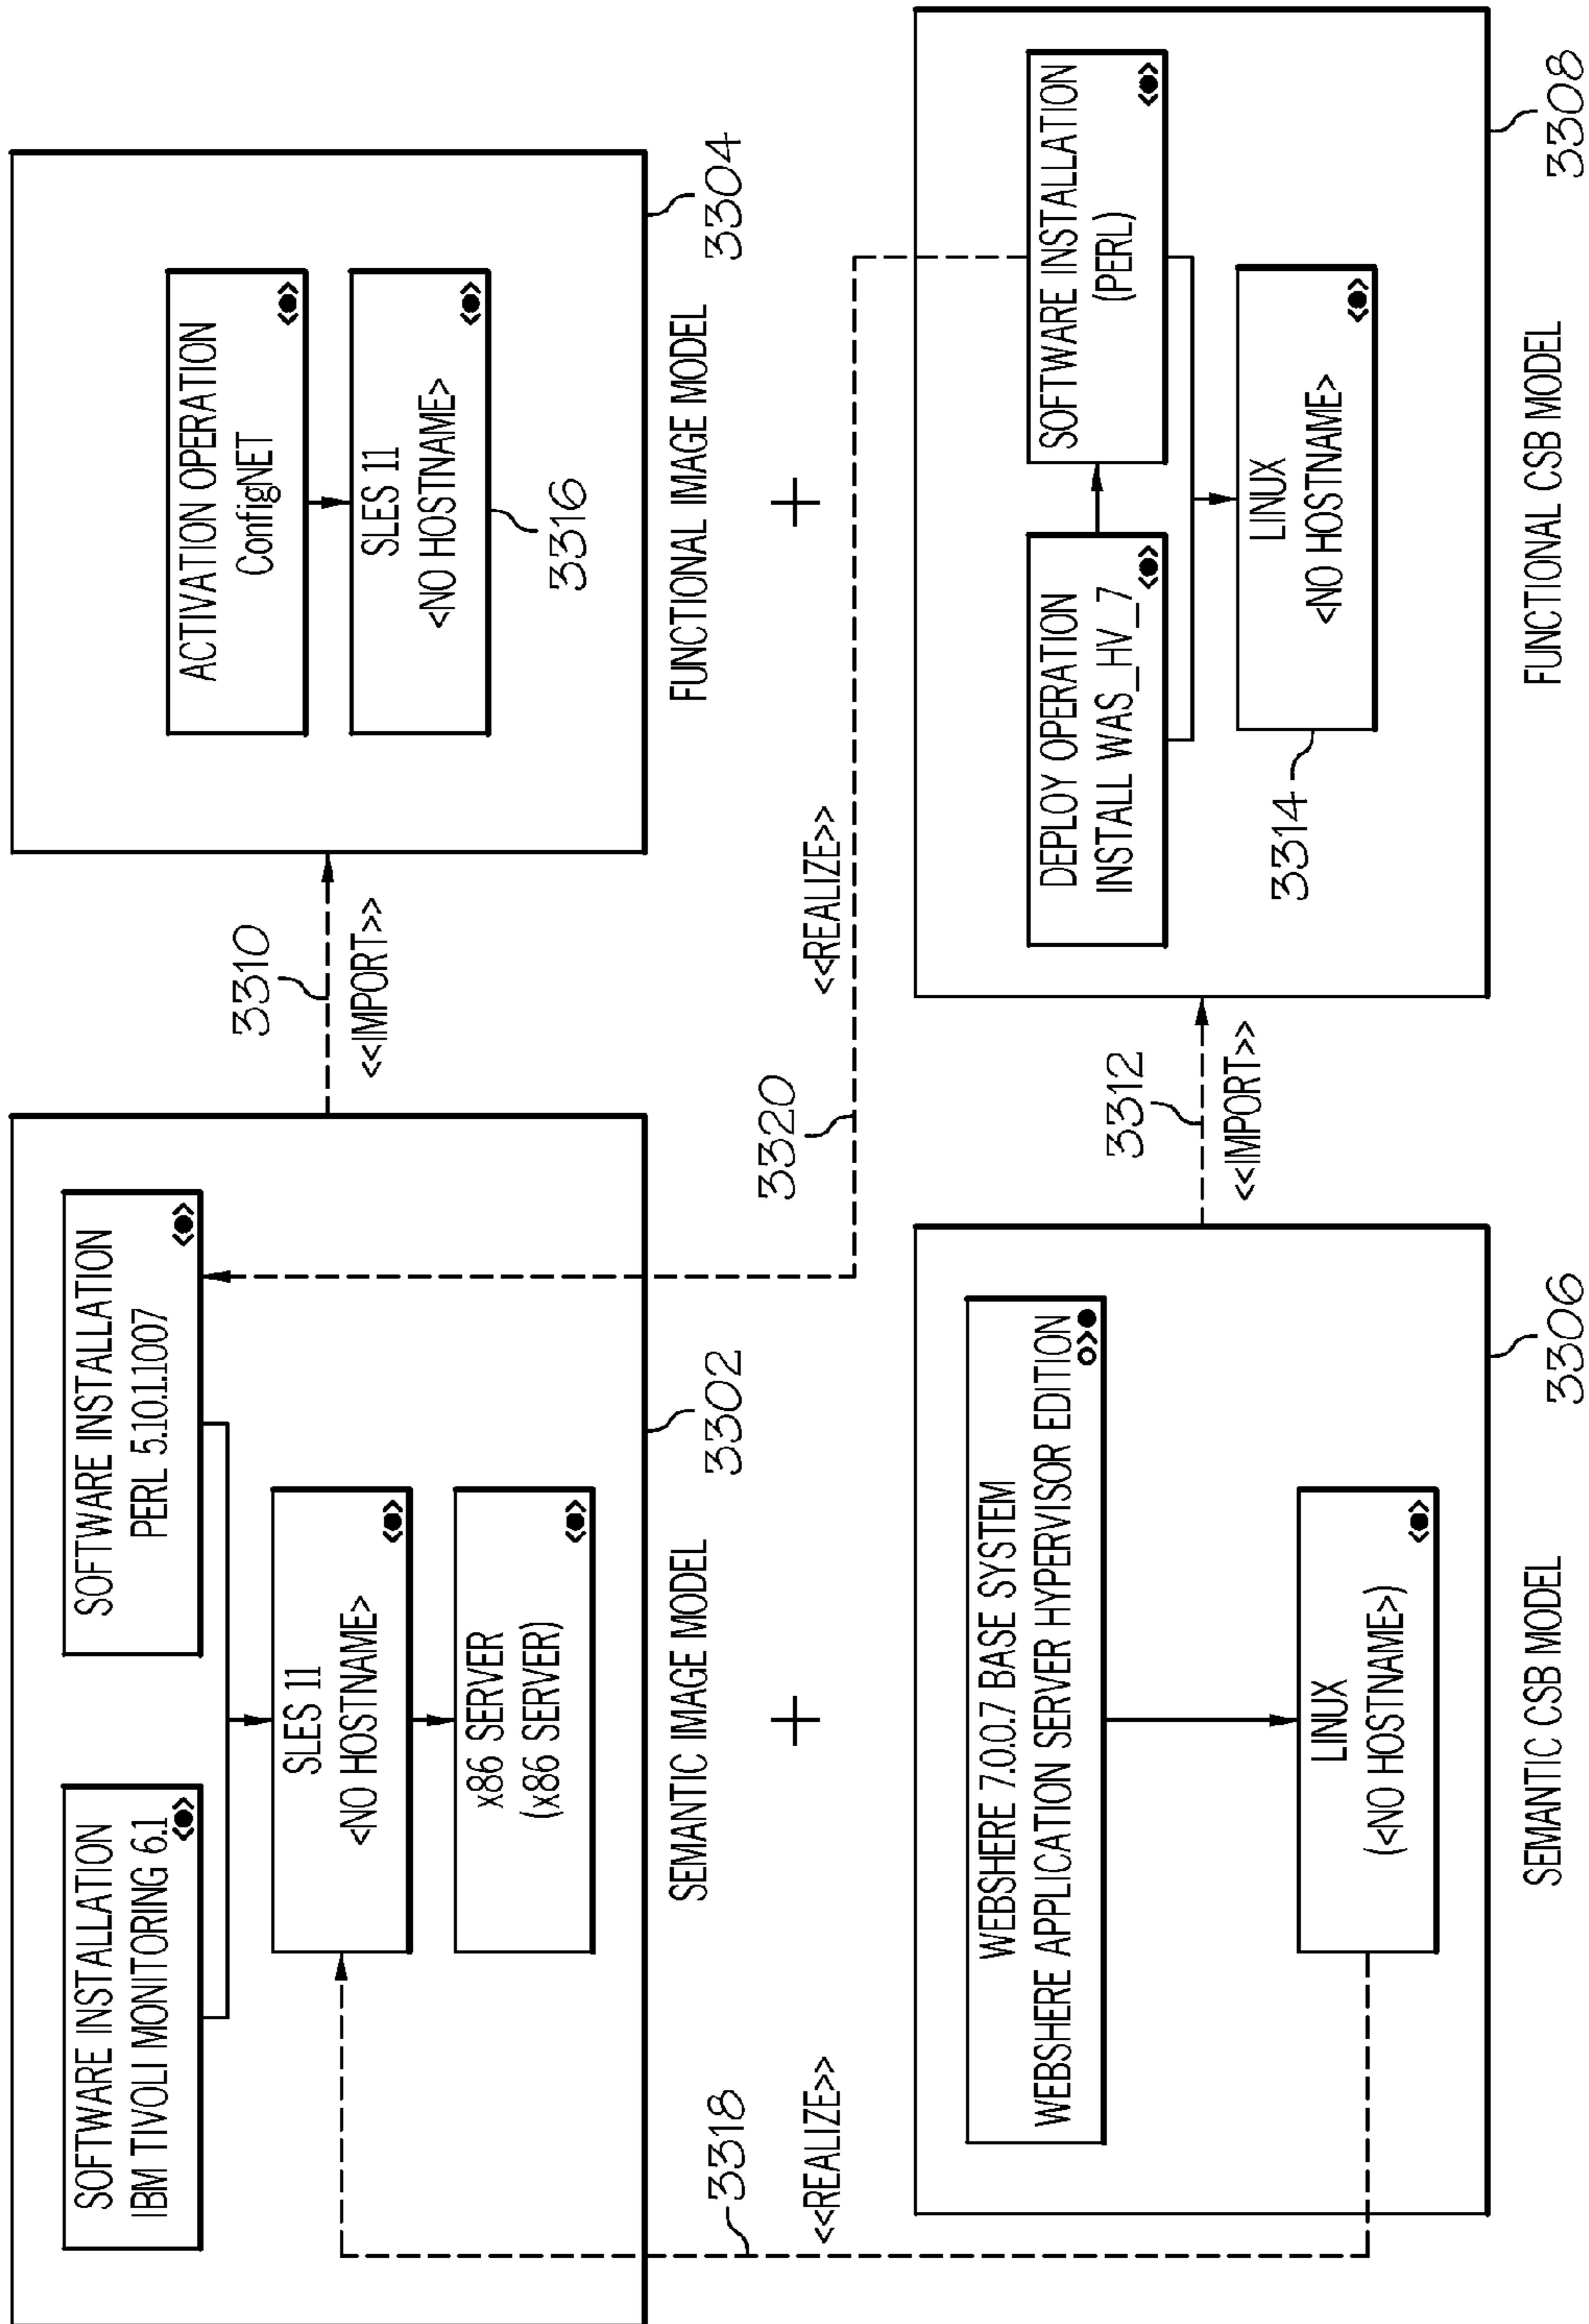 SOFTWARE INSTALLATION
IBM TIVOLI MONITORING 6.1
SOFTWARE INSTALLATION
PERL 5.10.1.1007
SLES 11
<NO HOSTNAME>
x86 SERVER
(x86 SERVER)
3302
SEMANTIC IMAGE MODEL
3310
<<IMPORT>>
ACTIVATION OPERATION
ConfigNET
SLES 11
<NO HOSTNAME>
3316
3304
FUNCTIONAL IMAGE MODEL
+
+
3318
<<REALIZE>>
3320
<<REALIZE>>
WEBSHERE 7.0.0.7 BASE SYSTEM
SYSTEM
WEBSHERE APPLICATION SERVER HYPERVISOR EDITION
LINUX
(<NO HOSTNAME>)
3306
SEMANTIC CSB MODEL
3312
<<IMPORT>>
DEPLOY OPERATION
INSTALL WAS_HV_7
SOFTWARE INSTALLATION
(PERL)
LINUX
<NO HOSTNAME>
3314
3308
FUNCTIONAL CSB MODEL